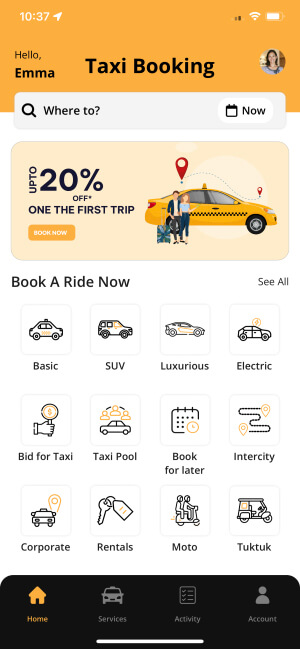 10:37
Hello,
Emma
Taxi Booking
Where to?
Now
UPTO
20%
OFF*
ONE THE FIRST TRIP
BOOK NOW
Book A Ride Now
See All
Basic
SUV
Luxurious
Electric
Bid for Taxi
Taxi Pool
Book
for later
Intercity
Corporate
Rentals
Moto
Tuktuk
Home
Services
Activity
Account